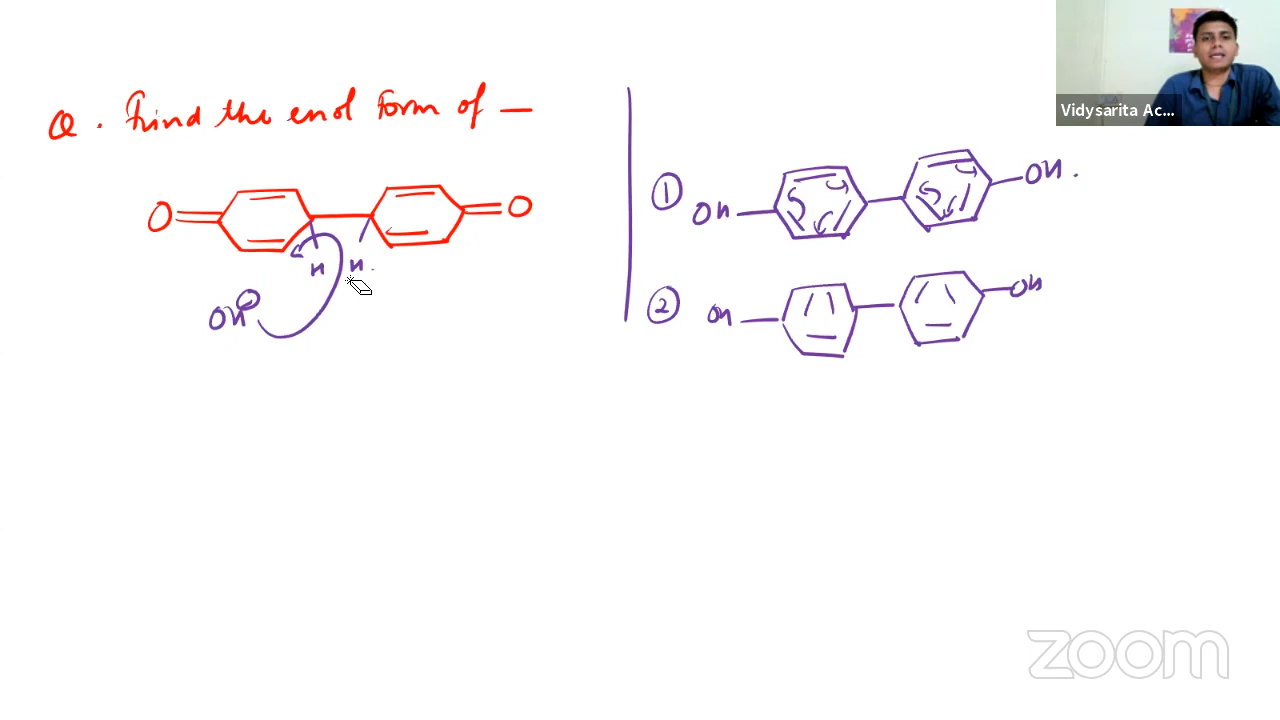 Q. Find the enol form of —
O O
H H
OH⊖
① OH OH.
② OH OH
Vidysarita Ac...
zoom